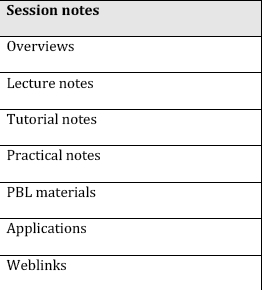 Session notes
Overviews
Lecture notes
Tutorial notes
Practical notes
PBL materials
Applications
Weblinks